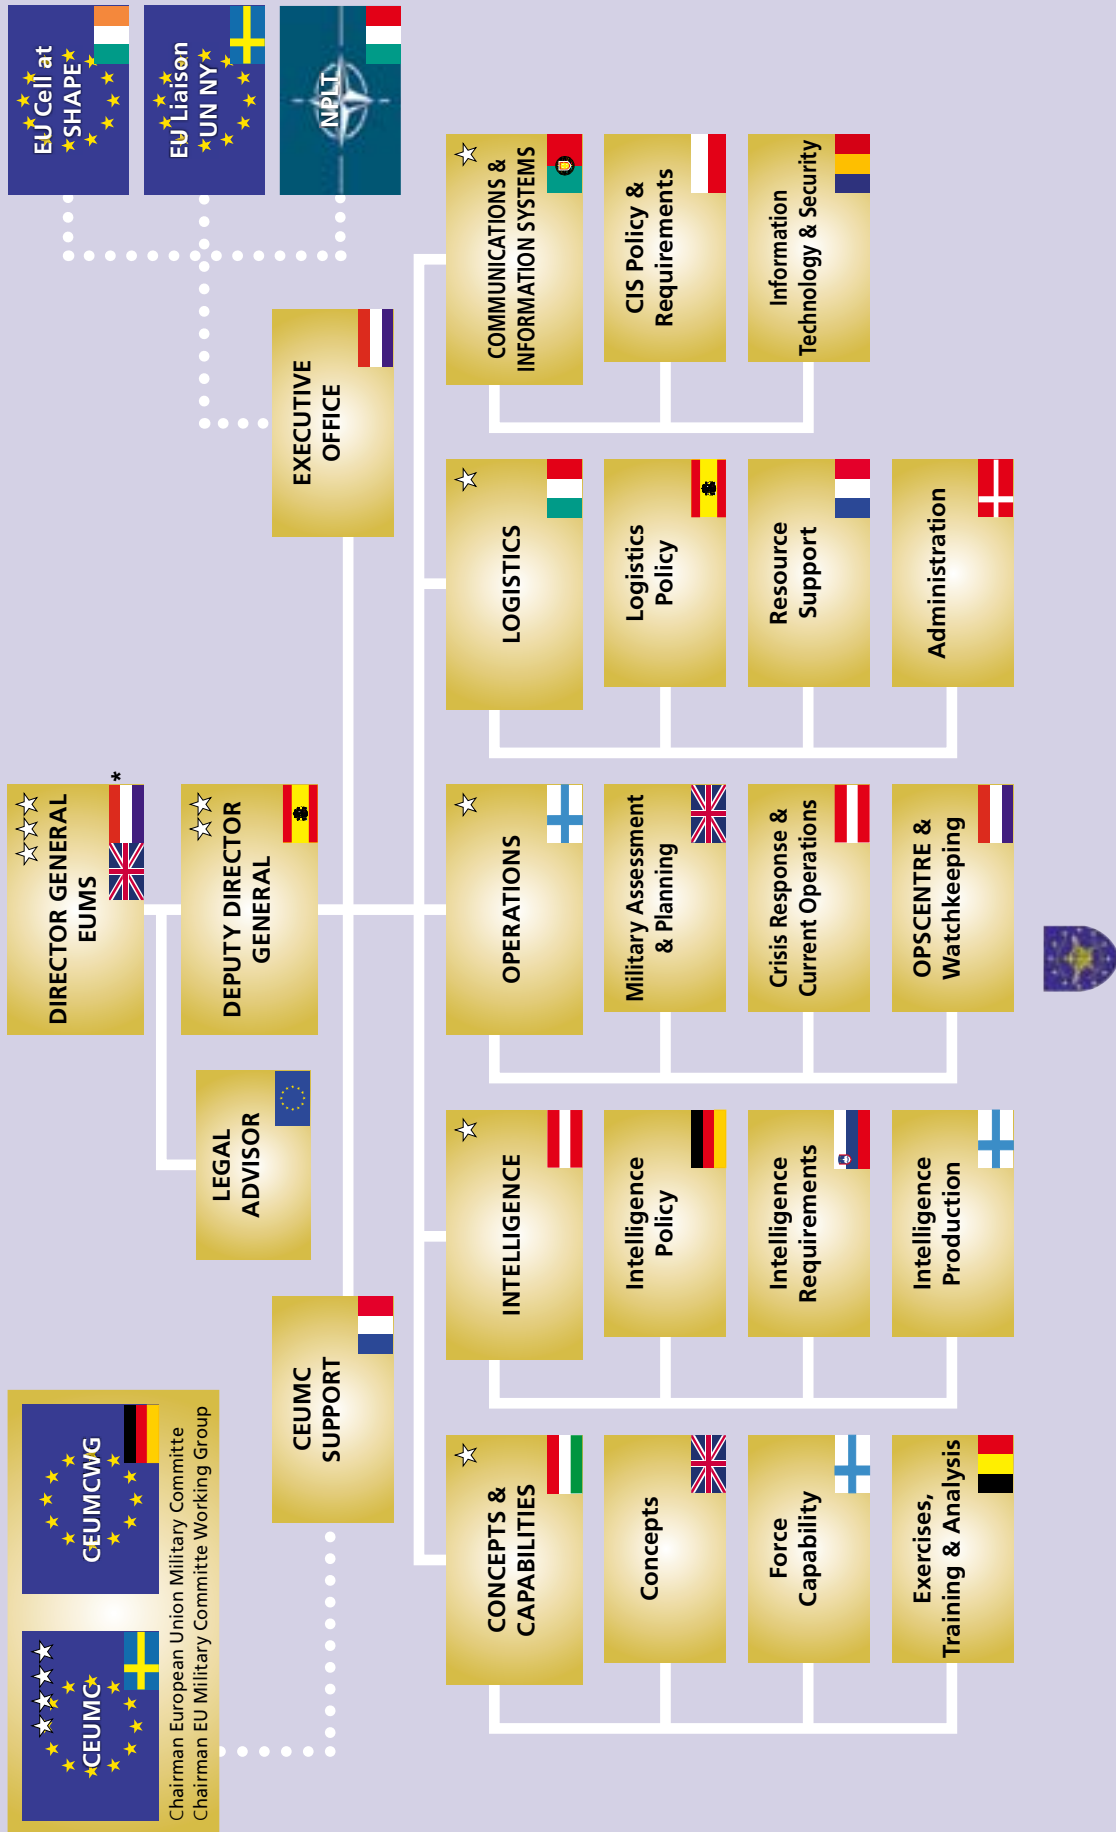 CEUMC
CEUMCWG
Chairman European Union Military Committee
Chairman EU Military Committe Working Group
DIRECTOR GENERAL
EUMS
*
EU Cell at
SHAPE
EU Liaison
UN NY
NPLT
LEGAL
ADVISOR
DEPUTY DIRECTOR
GENERAL
CEUMC
SUPPORT
EXECUTIVE
OFFICE
CONCEPTS &
CAPABILITIES
Concepts
Force
Capability
Exercises,
Training & Analysis
INTELLIGENCE
Intelligence
Policy
Intelligence
Requirements
Intelligence
Production
OPERATIONS
Military Assessment
& Planning
Crisis Response &
Current Operations
OPSCENTRE &
Watchkeeping
LOGISTICS
Logistics
Policy
Resource
Support
Administration
COMMUNICATIONS &
INFORMATION SYSTEMS
CIS Policy &
Requirements
Information
Technology & Security